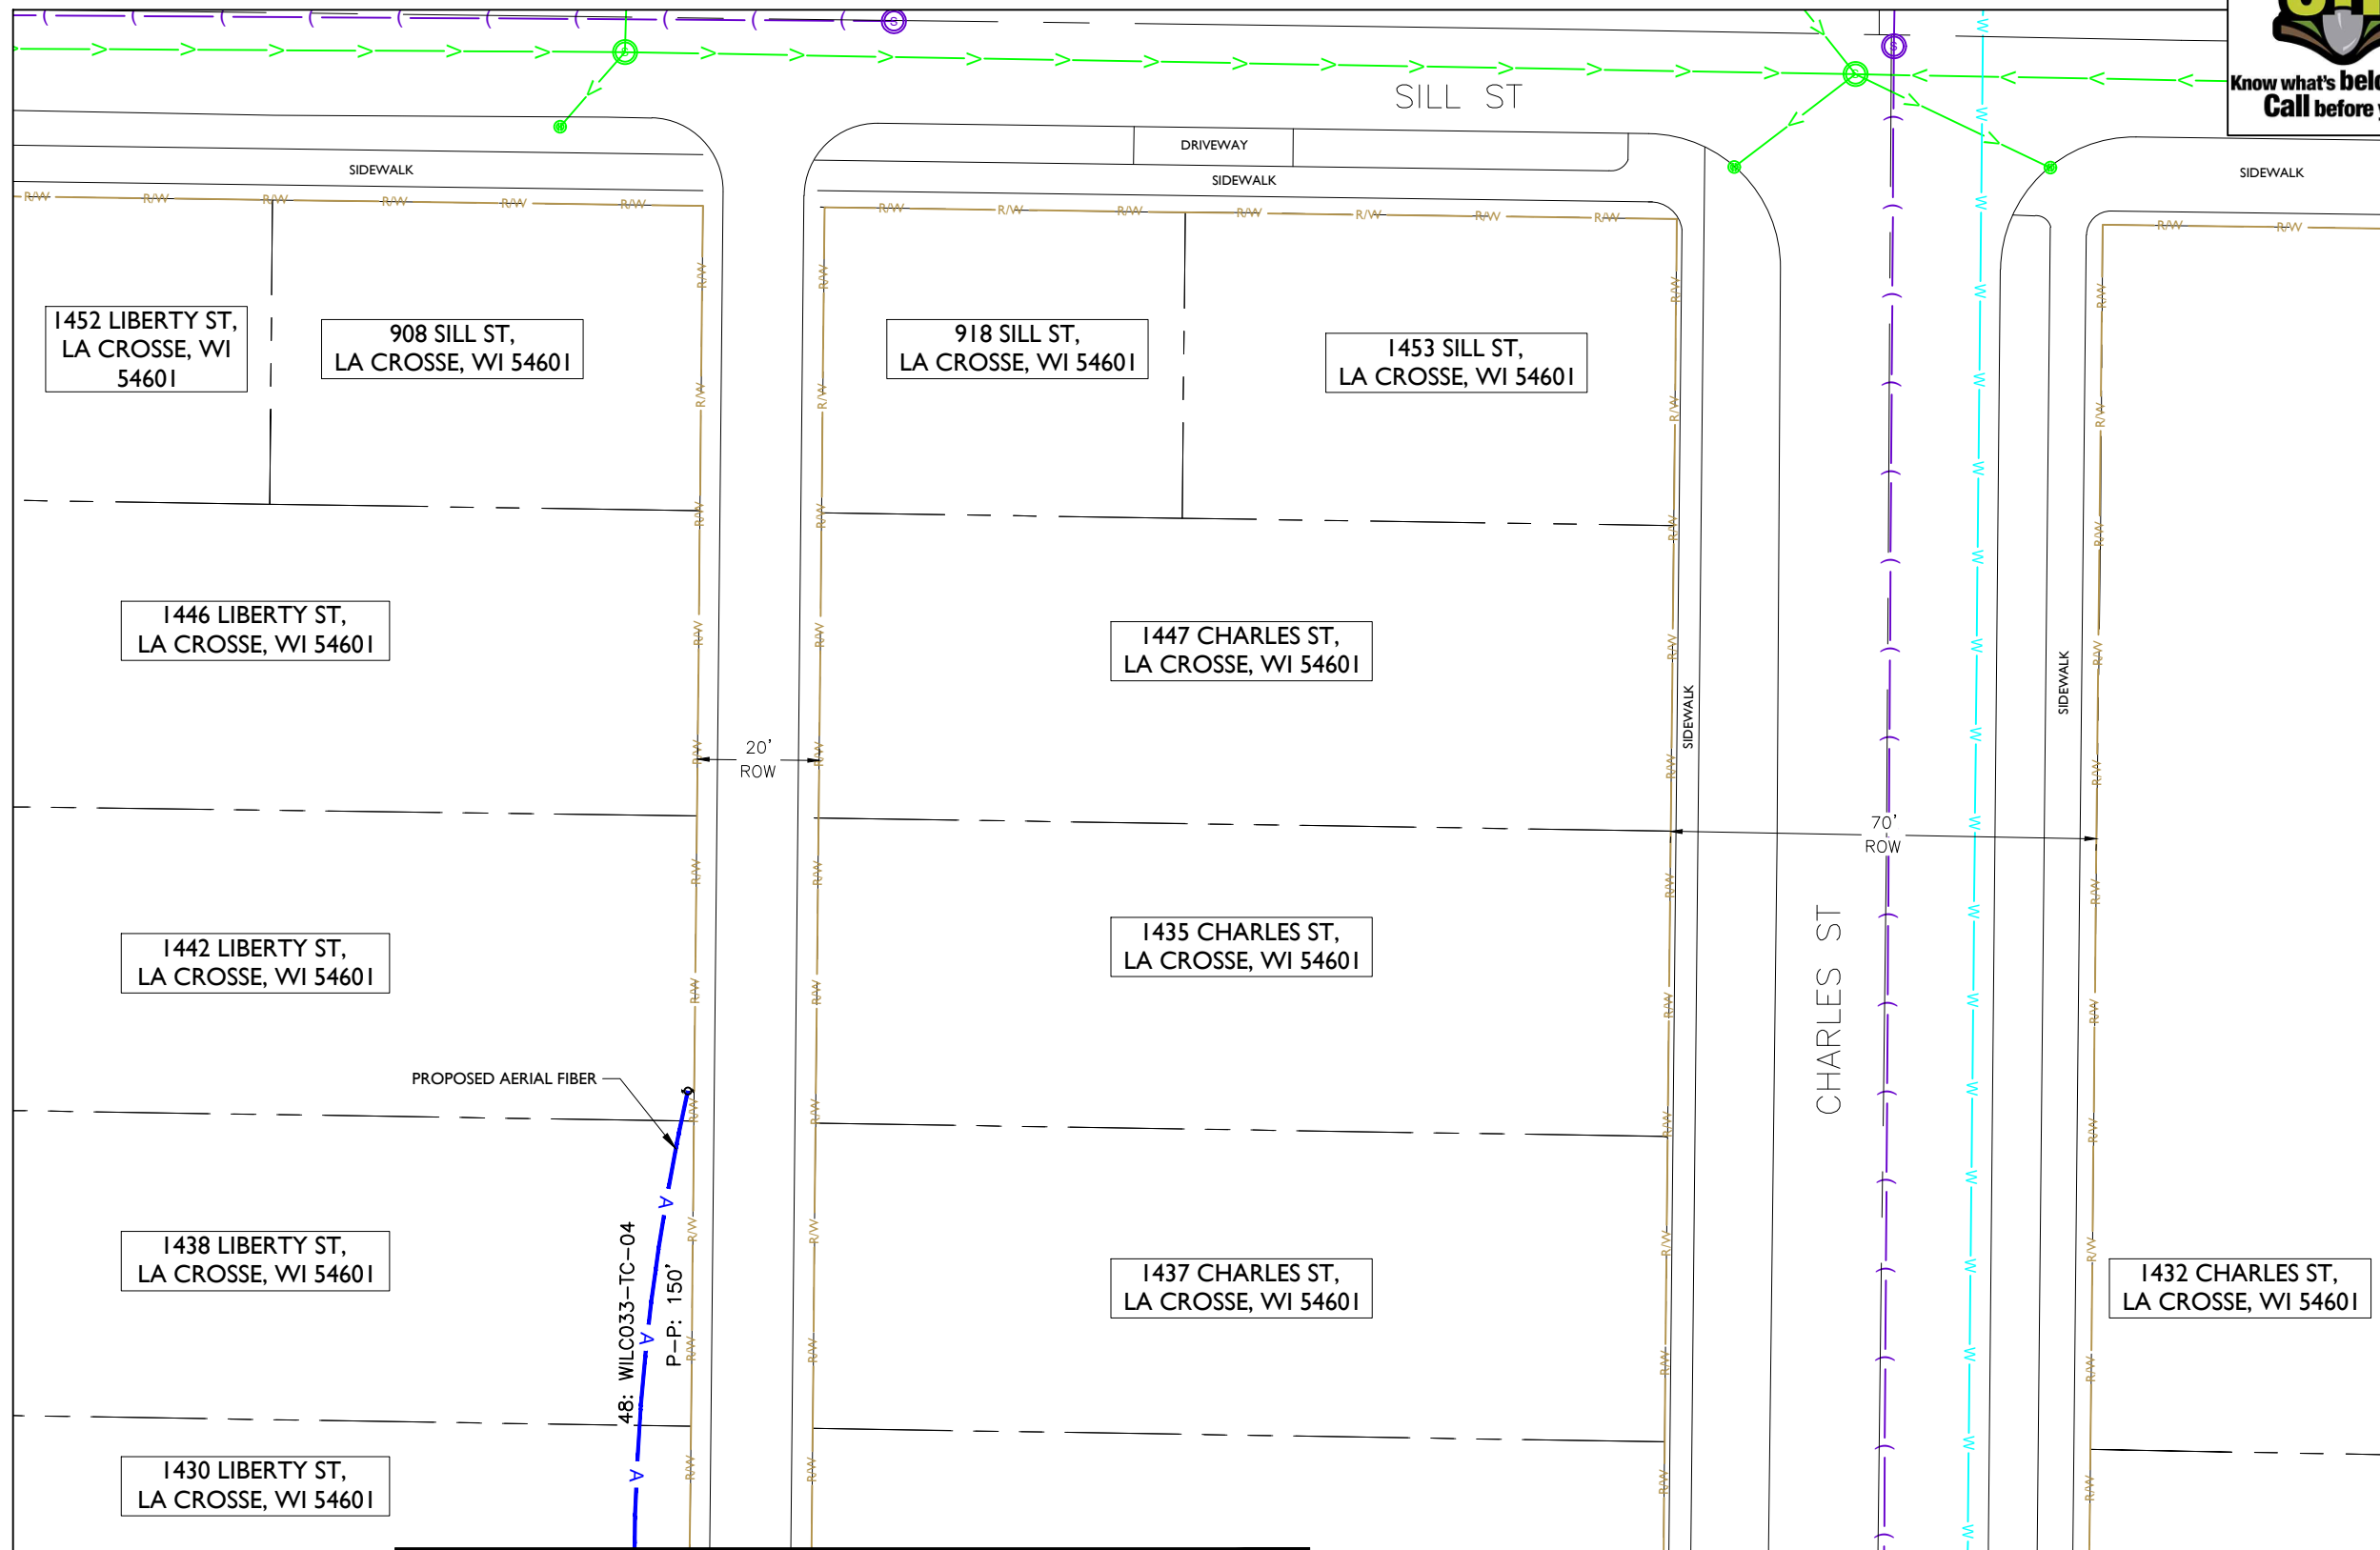 SILL ST
Know what's
Call before
DRIVEWAY
SIDEWALK
SIDEWALK
SIDEWALK
1452 LIBERTY ST,
LA CROSSE, WI
54601
908 SILL ST,
LA CROSSE, WI 54601
918 SILL ST,
LA CROSSE, WI 54601
1453 SILL ST,
LA CROSSE, WI 54601
1446 LIBERTY ST,
LA CROSSE, WI 54601
1447 CHARLES ST,
LA CROSSE, WI 54601
SIDEWALK
SIDEWALK
20'
ROW
70'
ROW
1442 LIBERTY ST,
LA CROSSE, WI 54601
1435 CHARLES ST,
LA CROSSE, WI 54601
CHARLES ST
PROPOSED AERIAL FIBER
1438 LIBERTY ST,
LA CROSSE, WI 54601
48: WILC033-TC-04
P-P: 150'
1437 CHARLES ST,
LA CROSSE, WI 54601
1432 CHARLES ST,
LA CROSSE, WI 54601
1430 LIBERTY ST,
LA CROSSE, WI 54601